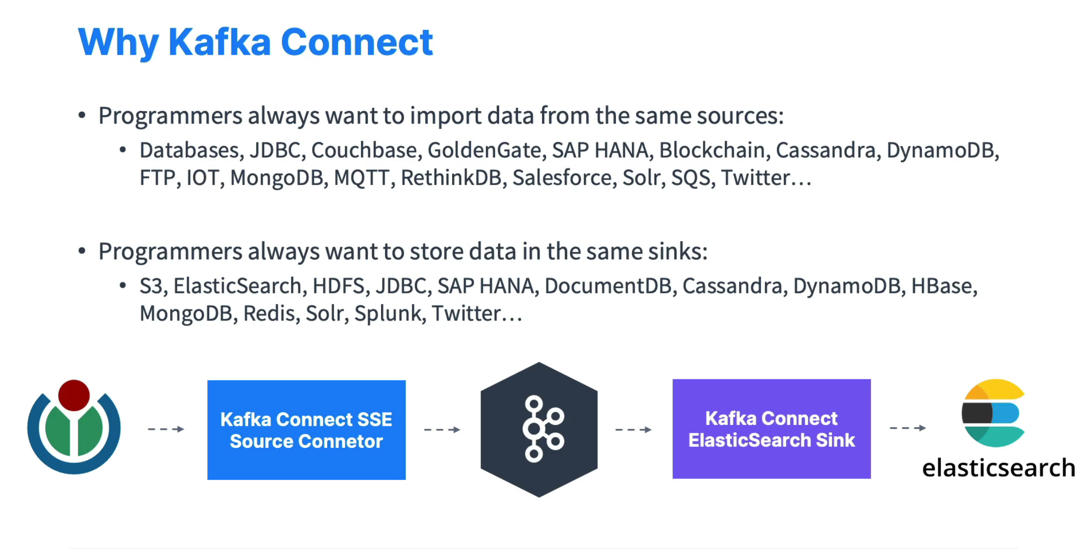 Why Kafka Connect
• Programmers always want to import data from the same sources:
• Databases, JDBC, Couchbase, GoldenGate, SAP HANA, Blockchain, Cassandra, DynamoDB,
FTP, IOT, MongoDB, MQTT, RethinkDB, Salesforce, Solr, SQS, Twitter…
• Programmers always want to store data in the same sinks:
• S3, ElasticSearch, HDFS, JDBC, SAP HANA, DocumentDB, Cassandra, DynamoDB, HBase,
MongoDB, Redis, Solr, Splunk, Twitter…
Kafka Connect SSE
Source Connetor
Kafka Connect
ElasticSearch Sink
elasticsearch